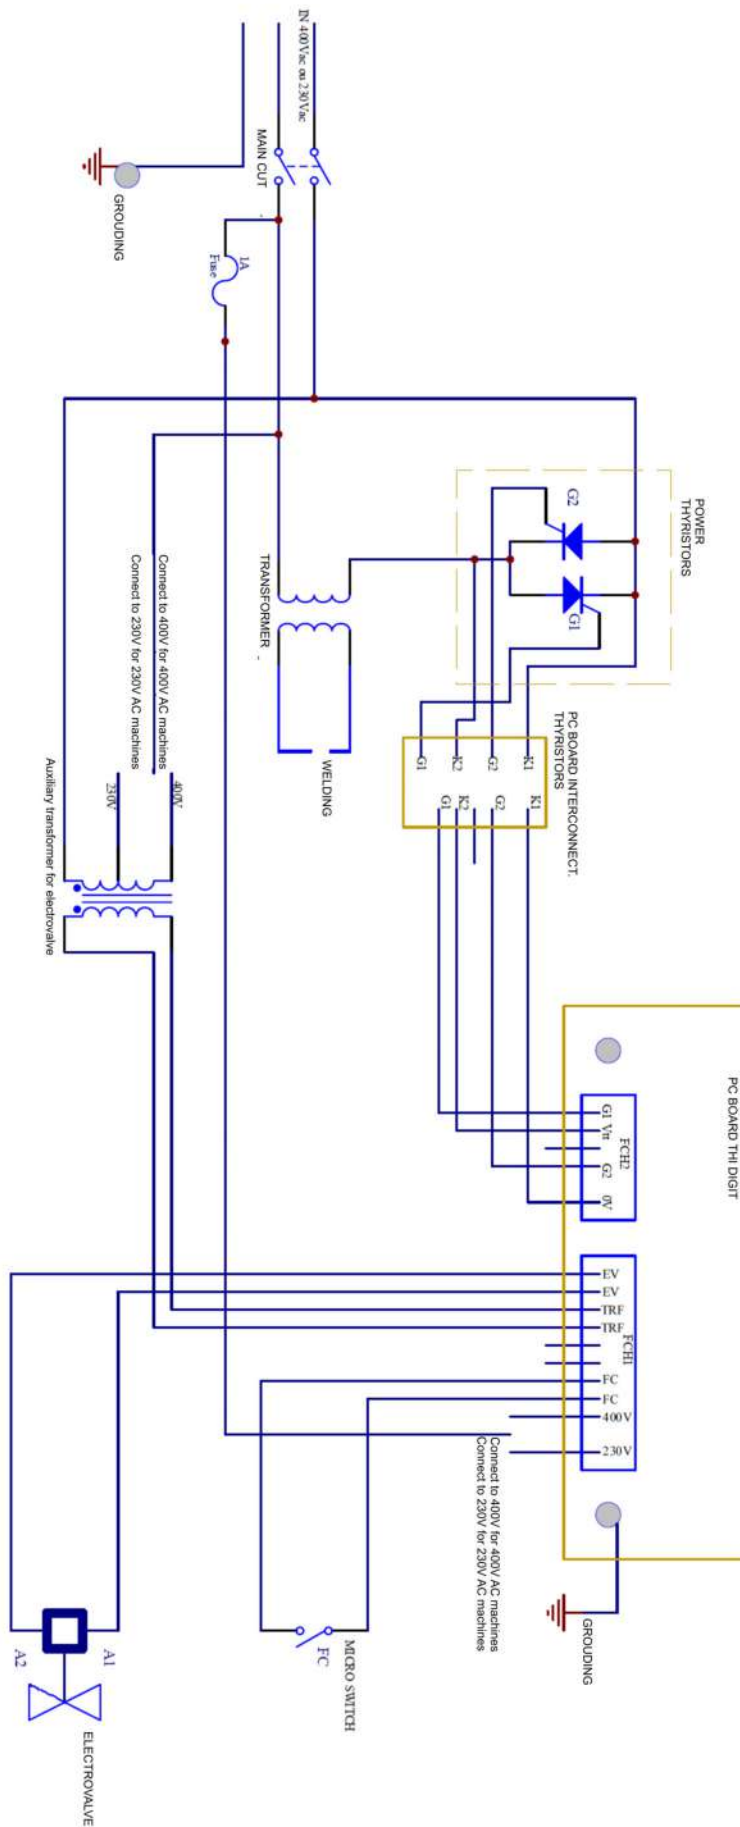 IN 400Vac ou 230Vac
MAIN CUT
GROUDING
1A
Fuse
POWER
THYRISTORS
G2
G1
TRANSFORMER
WELDING
Connect to 400V for 400V AC machines
Connect to 230V for 230V AC machines
400V
230V
Auxiliary transformer for electrovalve
PC BOARD INTERCONNECT.
THYRISTORS
K1
G2
K2
G1
K1
G2
K2
G1
PC BOARD THI DIGIT
FCH2
G1
Vπ
G2
0V
FCH1
EV
EV
TRF
TRF
FC
FC
400V
230V
Connect to 400V for 400V AC machines
Connect to 230V for 230V AC machines
GROUDING
MICRO SWITCH
FC
A1
A2
ELECTROVALVE